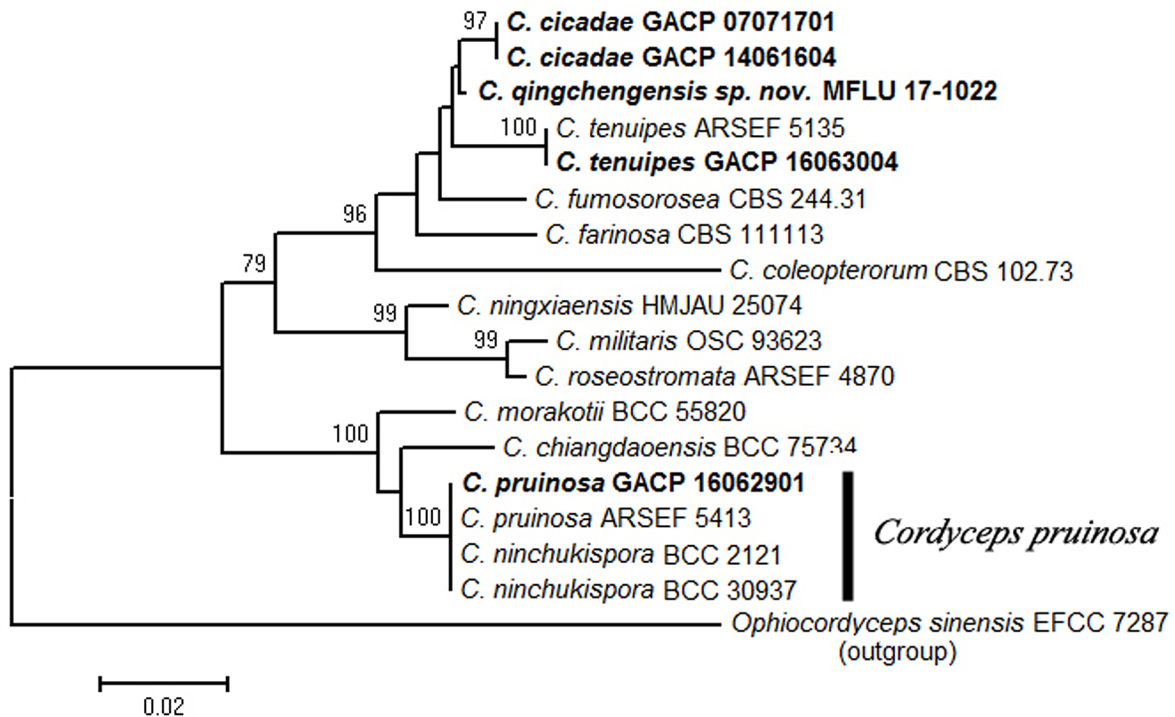 97
C. cicadae GACP 07071701
C. cicadae GACP 14061604
C. qingchengensis sp. nov. MFLU 17-1022
100
C. tenuipes ARSEF 5135
C. tenuipes GACP 16063004
C. fumosorosea CBS 244.31
96
C. farinosa CBS 111113
79
C. coleopterorum CBS 102.73
99
C. ningxiaensis HMJAU 25074
99
C. militaris OSC 93623
C. roseostromata ARSEF 4870
100
C. morakotii BCC 55820
C. chiangdaoensis BCC 75734
C. pruinosa GACP 16062901
100
C. pruinosa ARSEF 5413
Cordyceps pruinosa
C. ninchukispora BCC 2121
C. ninchukispora BCC 30937
Ophiocordyceps sinensis EFCC 7287
(outgroup)
0.02